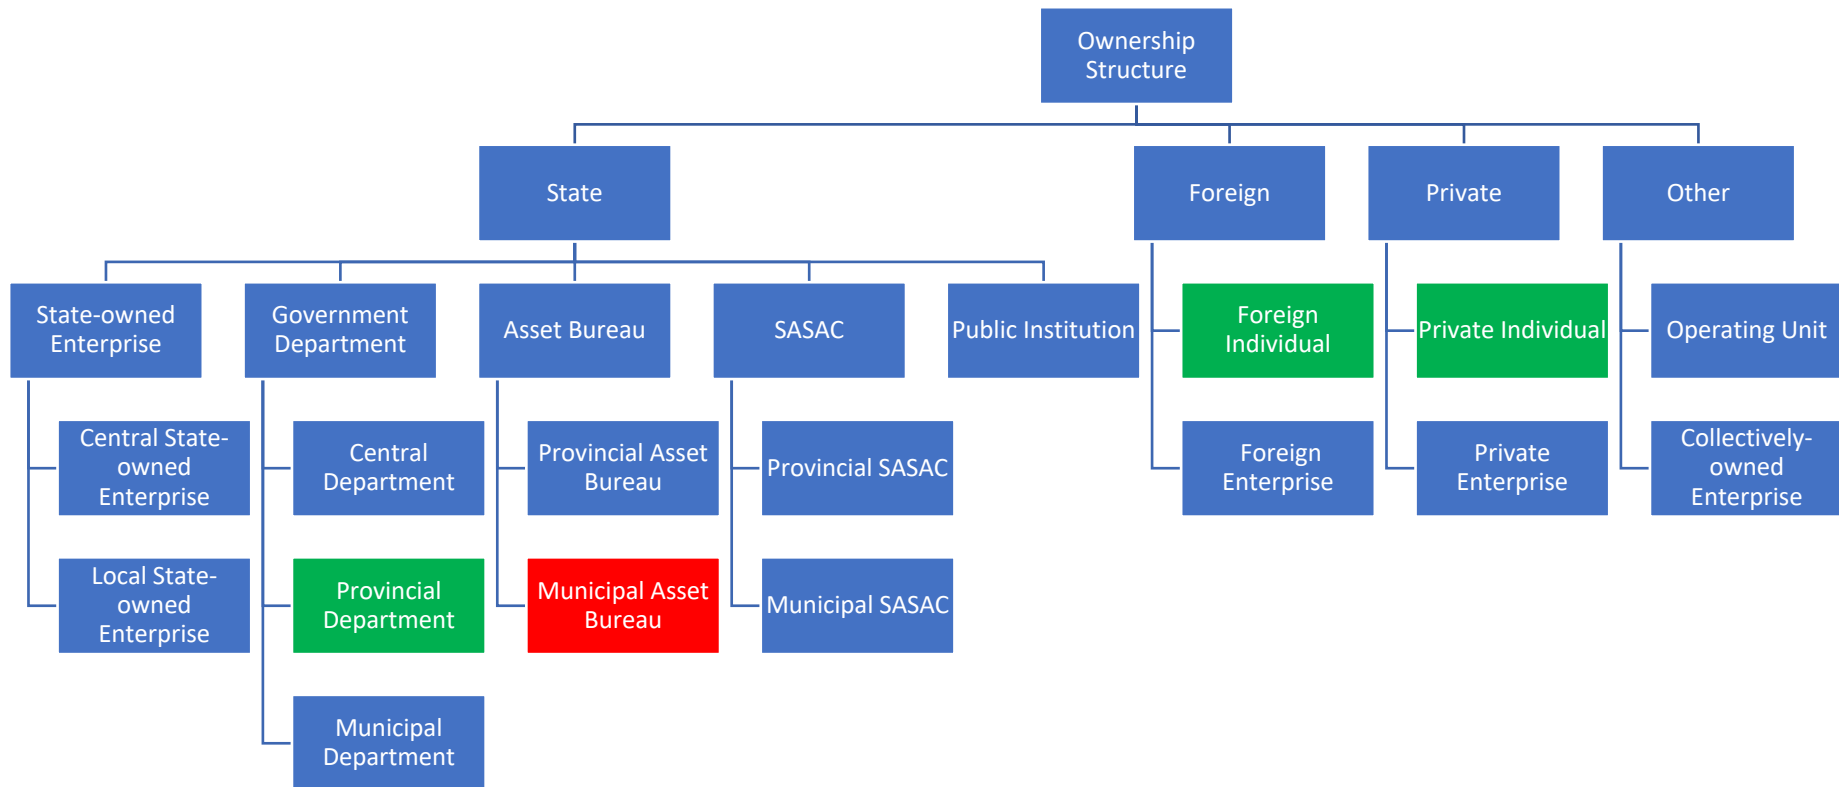 Ownership
Structure
State
Foreign
Private
Other
State-owned
Enterprise
Government
Department
Asset Bureau
SASAC
Public Institution
Foreign
Individual
Private Individual
Operating Unit
Central State-
owned
Enterprise
Central
Department
Provincial Asset
Bureau
Provincial SASAC
Foreign
Enterprise
Private
Enterprise
Collectively-
owned
Enterprise
Local State-
owned
Enterprise
Provincial
Department
Municipal Asset
Bureau
Municipal SASAC
Municipal
Department